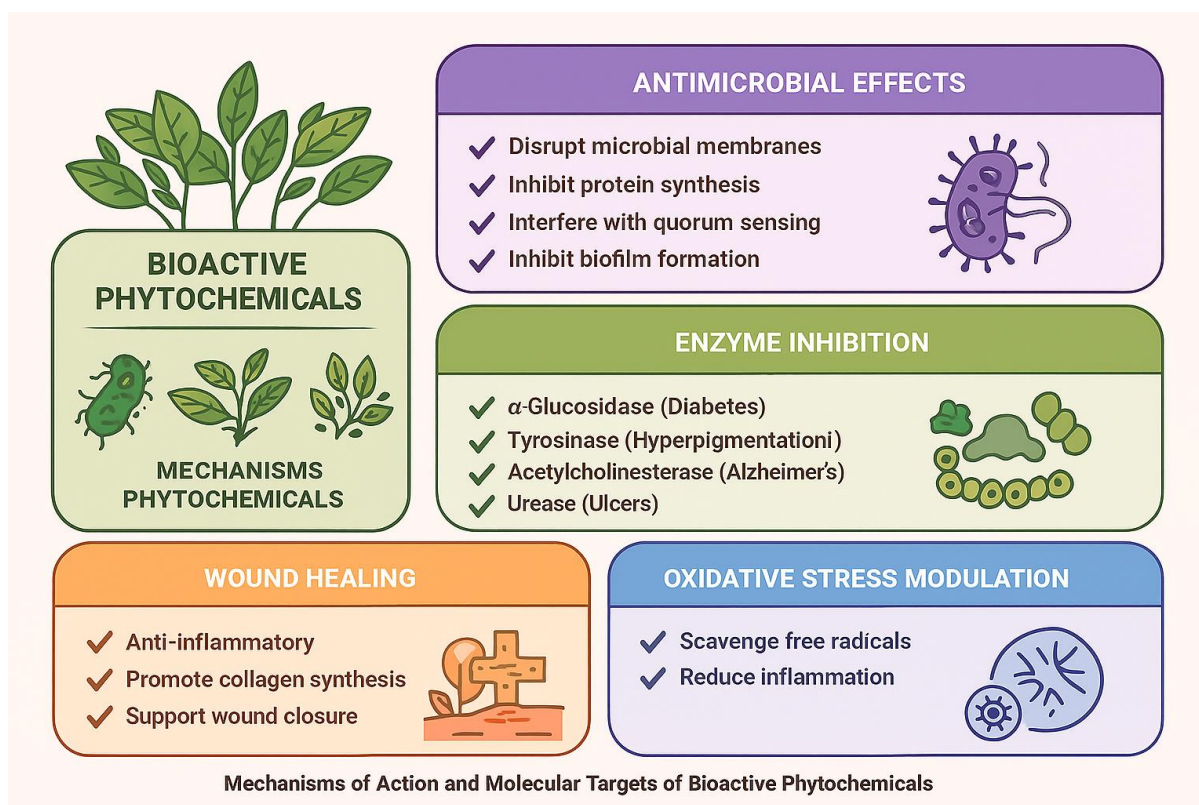 BIOACTIVE
PHYTOCHEMICALS
MECHANISMS
PHYTOCHEMICALS
ANTIMICROBIAL EFFECTS
Disrupt microbial membranes
Inhibit protein synthesis
Interfere with quorum sensing
Inhibit biofilm formation
ENZYME INHIBITION
α-Glucosidase (Diabetes)
Tyrosinase (Hyperpigmentationi)
Acetylcholinesterase (Alzheimer’s)
Urease (Ulcers)
WOUND HEALING
Anti-inflammatory
Promote collagen synthesis
Support wound closure
OXIDATIVE STRESS MODULATION
Scavenge free radicals
Reduce inflammation
Mechanisms of Action and Molecular Targets of Bioactive Phytochemicals